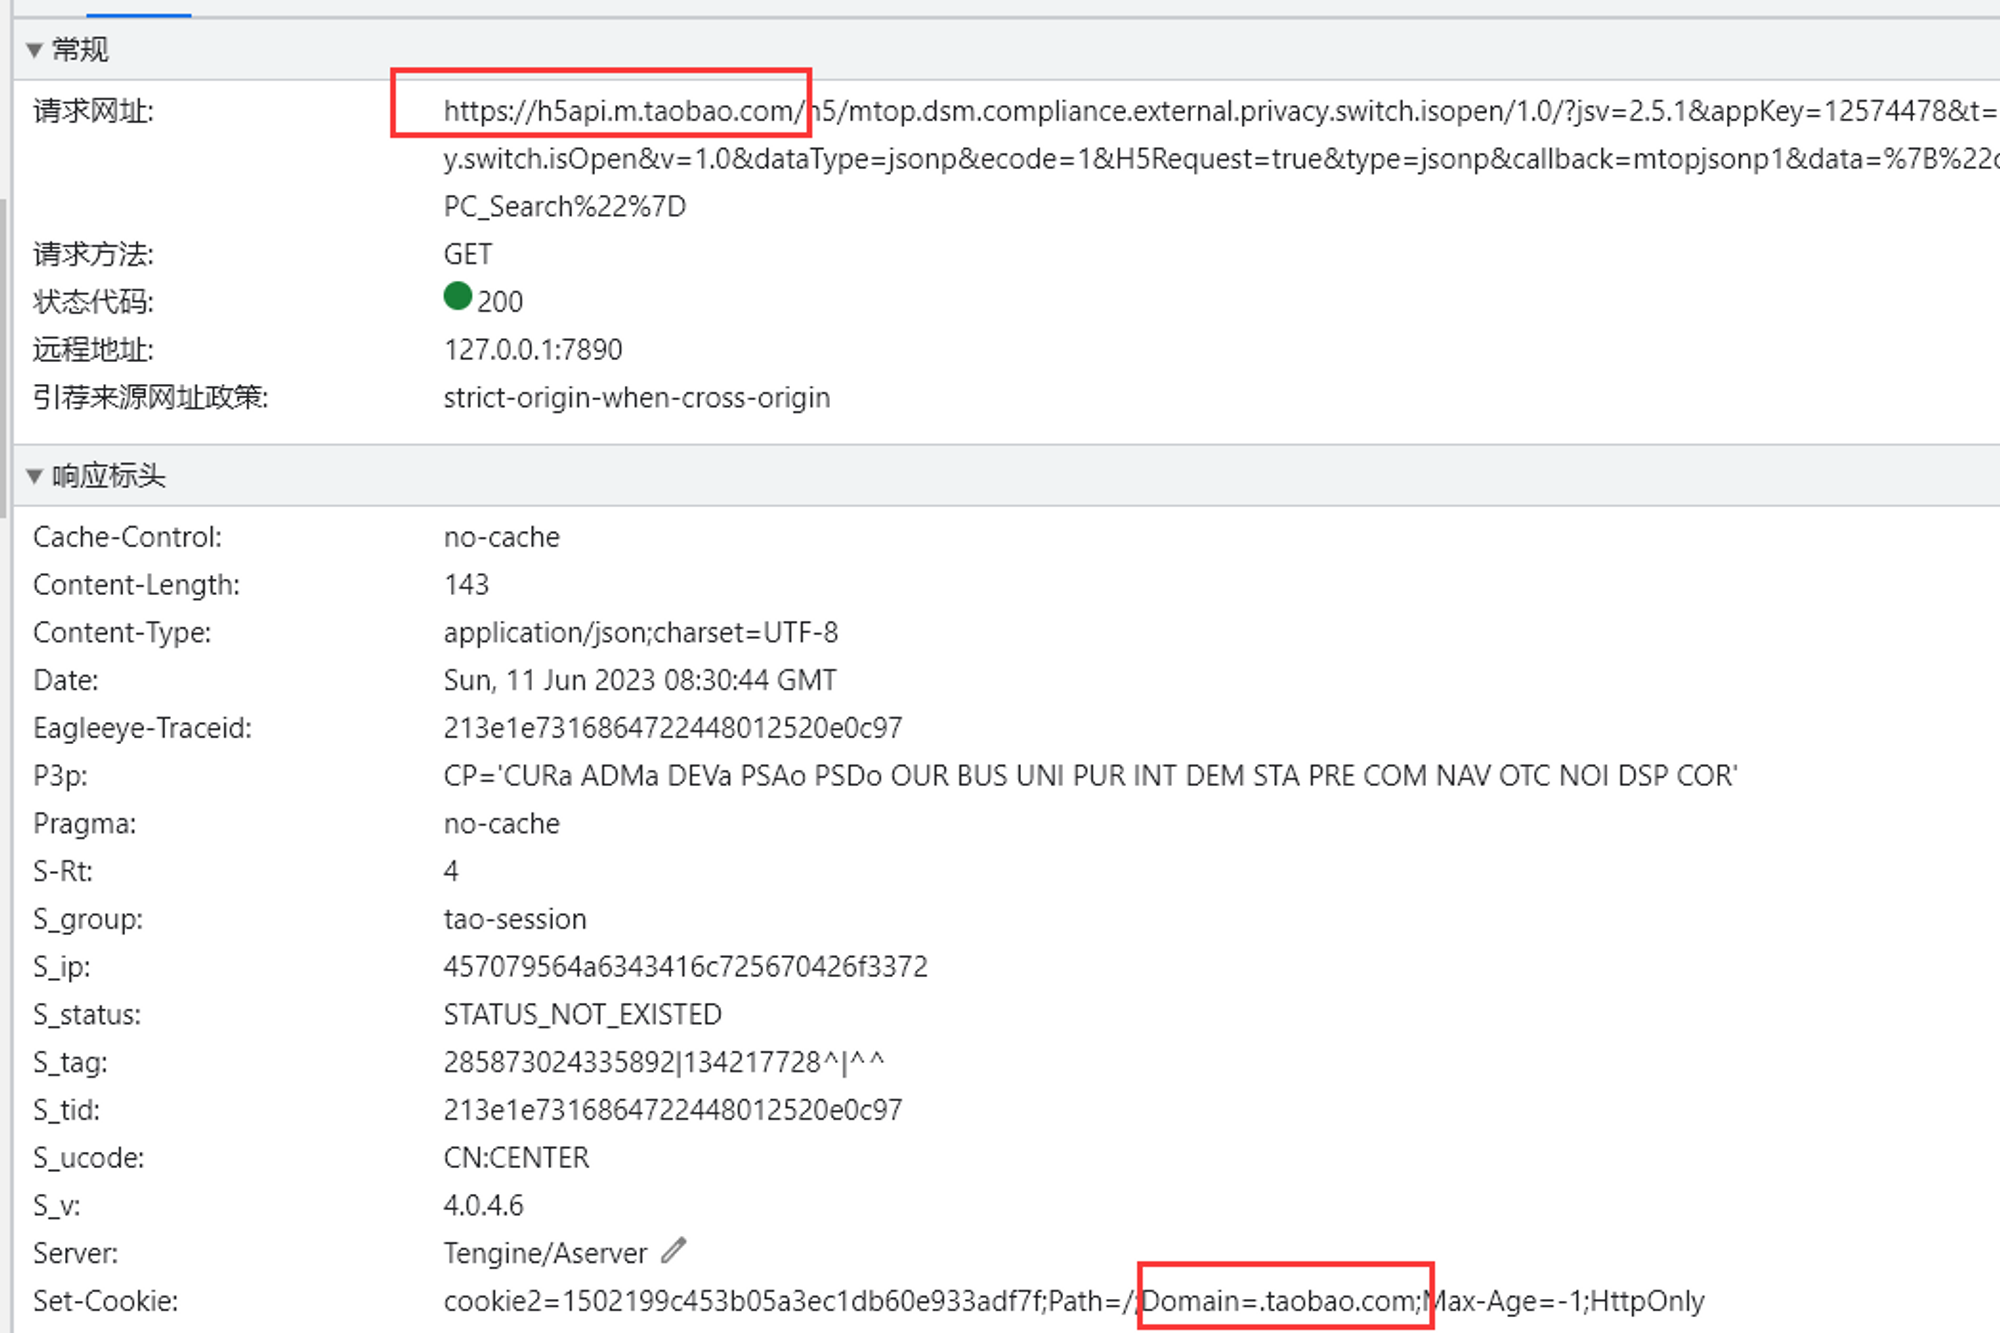 常规
请求网址: https://h5api.m.taobao.com/h5/mtop.dsm.compliance.external.privacy.switch.isopen/1.0/?jsv=2.5.1&appKey=12574478&t=
y.switch.isOpen&v=1.0&dataType=jsonp&ecode=1&H5Request=true&type=jsonp&callback=mtopjsonp1&data=%7B%22
PC_Search%22%7D
请求方法: GET
状态代码: 200
远程地址: 127.0.0.1:7890
引荐来源网址政策: strict-origin-when-cross-origin
响应标头
Cache-Control: no-cache
Content-Length: 143
Content-Type: application/json;charset=UTF-8
Date: Sun, 11 Jun 2023 08:30:44 GMT
Eagleeye-Traceid: 213e1e7316864722448012520e0c97
P3p: CP='CURa ADMa DEVa PSAo PSDo OUR BUS UNI PUR INT DEM STA PRE COM NAV OTC NOI DSP COR'
Pragma: no-cache
S-Rt: 4
S_group: tao-session
S_ip: 457079564a6343416c725670426f3372
S_status: STATUS_NOT_EXISTED
S_tag: 285873024335892|134217728^|^^
S_tid: 213e1e7316864722448012520e0c97
S_ucode: CN:CENTER
S_v: 4.0.4.6
Server: Tengine/Aserver
Set-Cookie: cookie2=1502199c453b05a3ec1db60e933adf7f;Path=/;Domain=.taobao.com;Max-Age=-1;HttpOnly